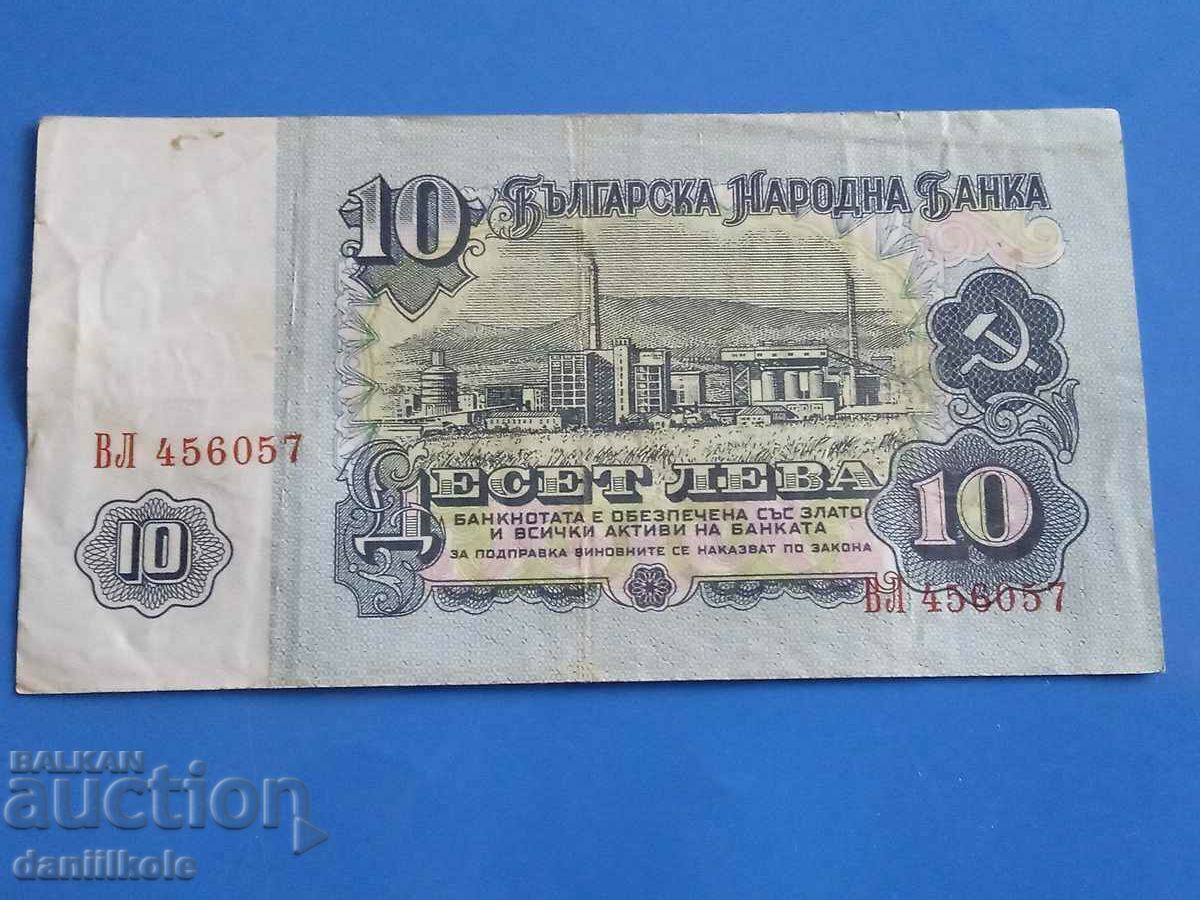 10 БЪЛГАРСКА НАРОДНА БАНКА
ВЛ 456057
10
ДЕСЕТ ЛЕВА
БАНКНОТАТА Е ОБЕЗПЕЧЕНА СЪС ЗЛАТО
И ВСИЧКИ АКТИВИ НА БАНКАТА
ЗА ПОДПРАВКА ВИНОВНИТЕ СЕ НАКАЗВАТ ПО ЗАКОНА
10
ВЛ 456057
BALKAN
auction
daniilkole